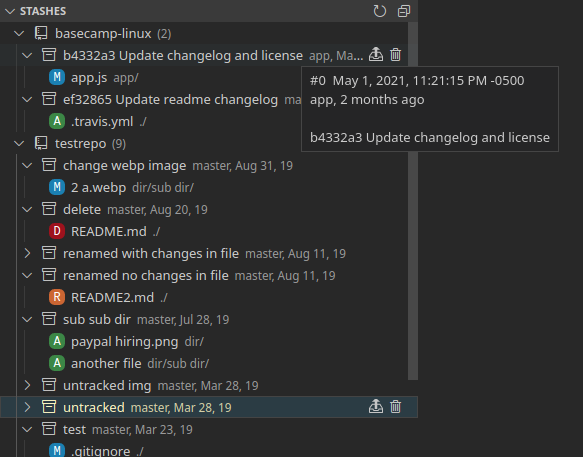 STASHES
basecamp-linux (2)
b4332a3 Update changelog and license app, Ma...
M app.js app/
ef32865 Update readme changelog ma
A .travis.yml ./
#0 May 1, 2021, 11:21:15 PM -0500
app, 2 months ago
b4332a3 Update changelog and license
testrepo (9)
change webp image master, Aug 31, 19
M 2 a.webp dir/sub dir/
delete master, Aug 20, 19
D README.md ./
renamed with changes in file master, Aug 11, 19
renamed no changes in file master, Aug 11, 19
R README2.md ./
sub sub dir master, Jul 28, 19
A paypal hiring.png dir/
A another file dir/sub dir/
untracked img master, Mar 28, 19
untracked master, Mar 28, 19
test master, Mar 23, 19
M .gitignore ./